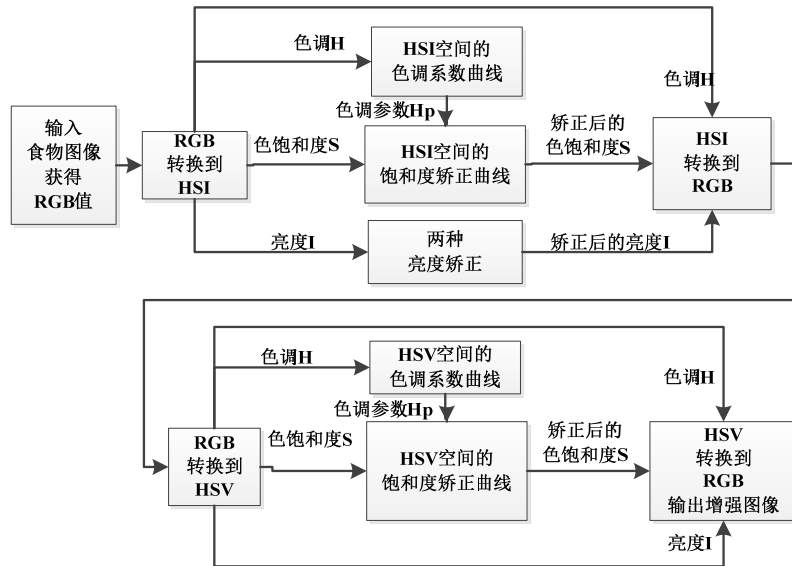 色调H
HSI空间的
色调系数曲线
色调H
色调参数Hp
输入
食物图像
获得
RGB值
RGB
转换到
HSI
色饱和度S
HSI空间的
饱和度矫正曲线
矫正后的
色饱和度S
HSI
转换到
RGB
亮度I
两种
亮度矫正
矫正后的亮度I
色调H
HSV空间的
色调系数曲线
色调H
色调参数Hp
RGB
转换到
HSV
色饱和度S
HSV空间的
饱和度矫正曲线
矫正后的
色饱和度S
HSV
转换到
RGB
输出增强图像
亮度I